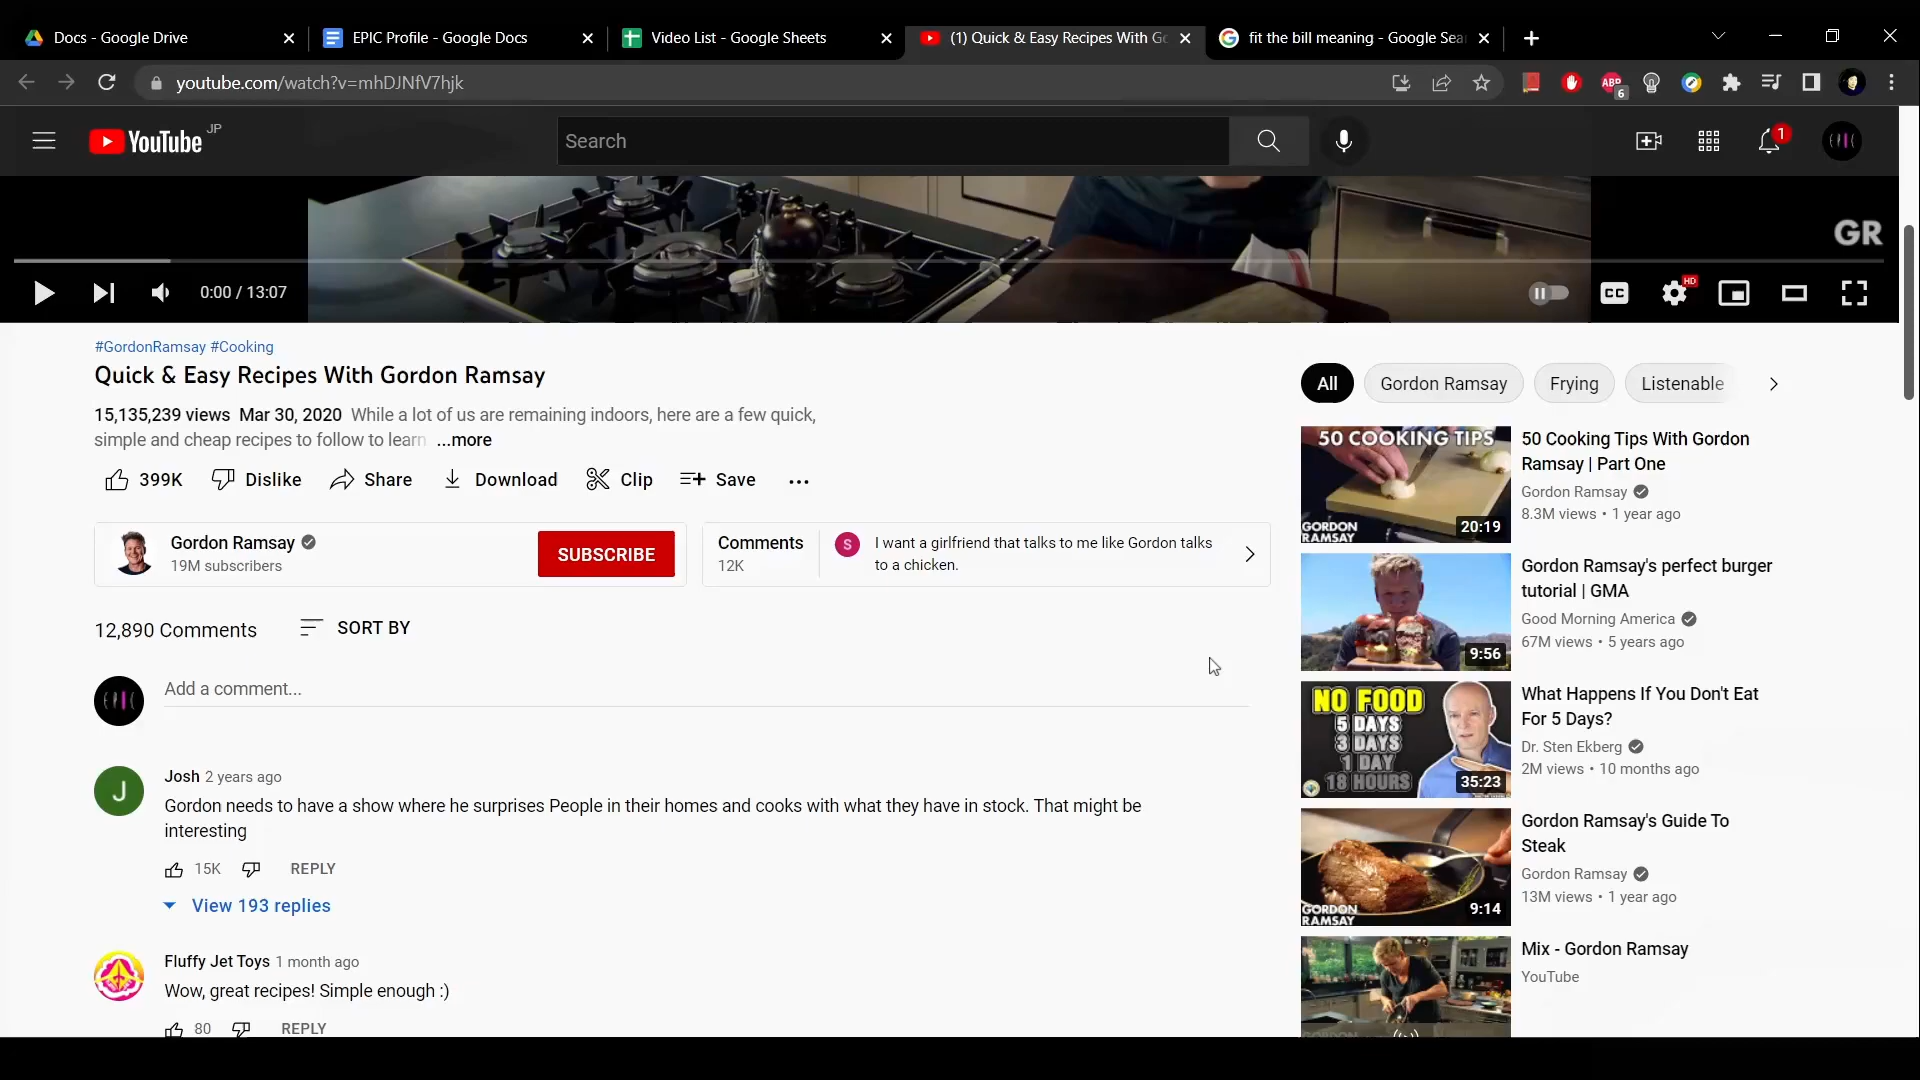 Docs - Google Drive
EPIC Profile - Google Docs
Video List - Google Sheets
(1) Quick & Easy Recipes With Go
fit the bill meaning - Google Sea
youtube.com/watch?v=mhDJNfV7hjk
ABP
6
YouTube JP
Search
1
EPIC
GR
0:00 / 13:07
CC
HD
#GordonRamsay #Cooking
Quick & Easy Recipes With Gordon Ramsay
15,135,239 views Mar 30, 2020 While a lot of us are remaining indoors, here are a few quick,
simple and cheap recipes to follow to learn ...more
399K Dislike Share Download Clip Save ...
Gordon Ramsay
19M subscribers
SUBSCRIBE
Comments
12K
S
I want a girlfriend that talks to me like Gordon talks
to a chicken.
12,890 Comments
SORT BY
EPIC
Add a comment...
J
Josh 2 years ago
Gordon needs to have a show where he surprises People in their homes and cooks with what they have in stock. That might be
interesting
15K REPLY
View 193 replies
Fluffy Jet Toys 1 month ago
Wow, great recipes! Simple enough :)
80 REPLY
All Gordon Ramsay Frying Listenable
50 COOKING TIPS
GORDON
RAMSAY
20:19
50 Cooking Tips With Gordon
Ramsay | Part One
Gordon Ramsay
8.3M views • 1 year ago
9:56
Gordon Ramsay's perfect burger
tutorial | GMA
Good Morning America
67M views • 5 years ago
NO FOOD
5 DAYS
3 DAYS
1 DAY
18 HOURS
35:23
What Happens If You Don't Eat
For 5 Days?
Dr. Sten Ekberg
2M views • 10 months ago
GORDON
RAMSAY
9:14
Gordon Ramsay's Guide To
Steak
Gordon Ramsay
13M views • 1 year ago
Mix - Gordon Ramsay
YouTube